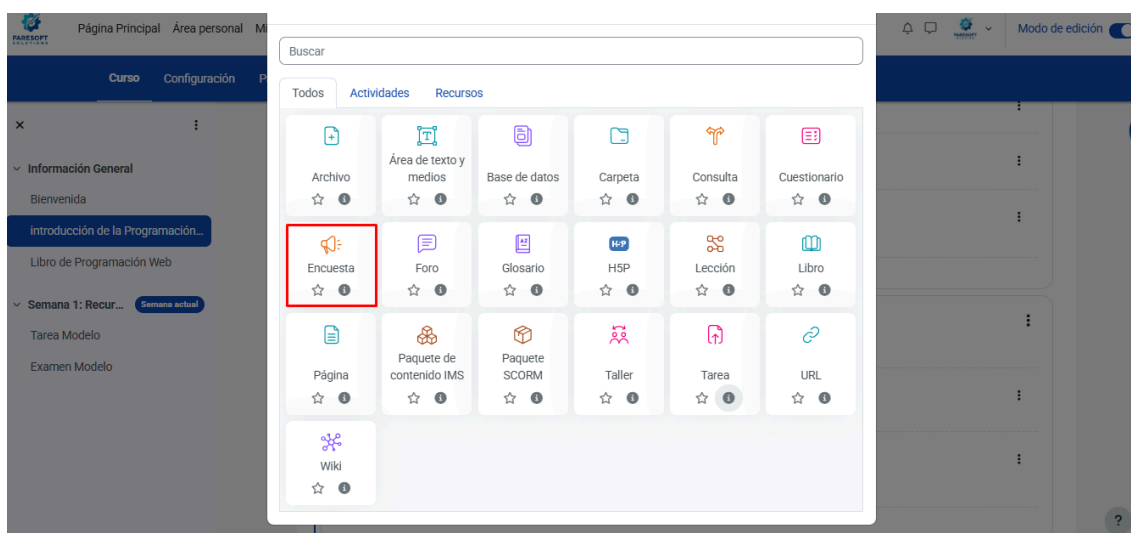 PARESOFT
SOLUTIONS
Página Principal Área personal Mi
Modo de edición
Curso Configuración P
Información General
Bienvenida
introducción de la Programación...
Libro de Programación Web
Semana 1: Recur... Semana actual
Tarea Modelo
Examen Modelo
Buscar
Todos Actividades Recursos
Archivo
Área de texto y
medios
Base de datos
Carpeta
Consulta
Cuestionario
Encuesta
Foro
Glosario
H5P
H5P
Lección
Libro
Página
Paquete de
contenido IMS
Paquete
SCORM
Taller
Tarea
URL
Wiki
?